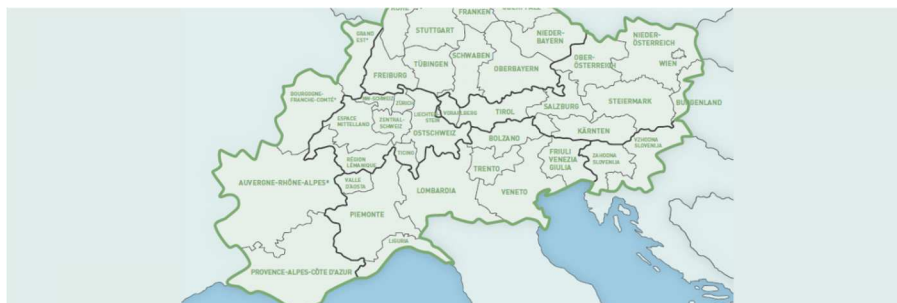 FRANKEN
GRAND
EST*
STUTTGART
NIEDER-
BAYERN
NIEDER-
ÖSTERREICH
OBER-
ÖSTERREICH
WIEN
SCHWABEN
TÜBINGEN
OBERBAYERN
FREIBURG
BOURGOGNE-
FRANCHE-COMTÉ*
ZÜRICH
LIECHTEN-
STEIN
VORARLBERG
TIROL
SALZBURG
STEIERMARK
BURGENLAND
ESPACE
MITTELLAND
ZENTRAL-
SCHWEIZ
OSTSCHWEIZ
KÄRNTEN
BOLZANO
VZHODNA
SLOVENIJA
ZAHODNA
SLOVENIJA
FRIULI
VENEZIA
GIULIA
TRENTO
TICINO
RÉGION
LÉMANIQUE
VALLE
D'AOSTA
AUVERGNE-RHÔNE-ALPES*
LOMBARDIA
VENETO
PIEMONTE
LIGURIA
PROVENCE-ALPES-CÔTE D'AZUR